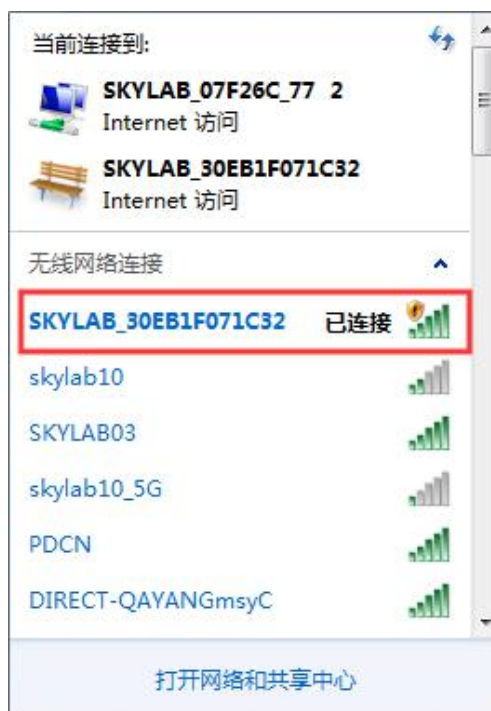 当前连接到:
SKYLAB_07F26C_77 2
Internet 访问
SKYLAB_30EB1F071C32
Internet 访问
无线网络连接
SKYLAB_30EB1F071C32 已连接
skylab10
SKYLAB03
skylab10_5G
PDCN
DIRECT-QAYANGmsyC
打开网络和共享中心